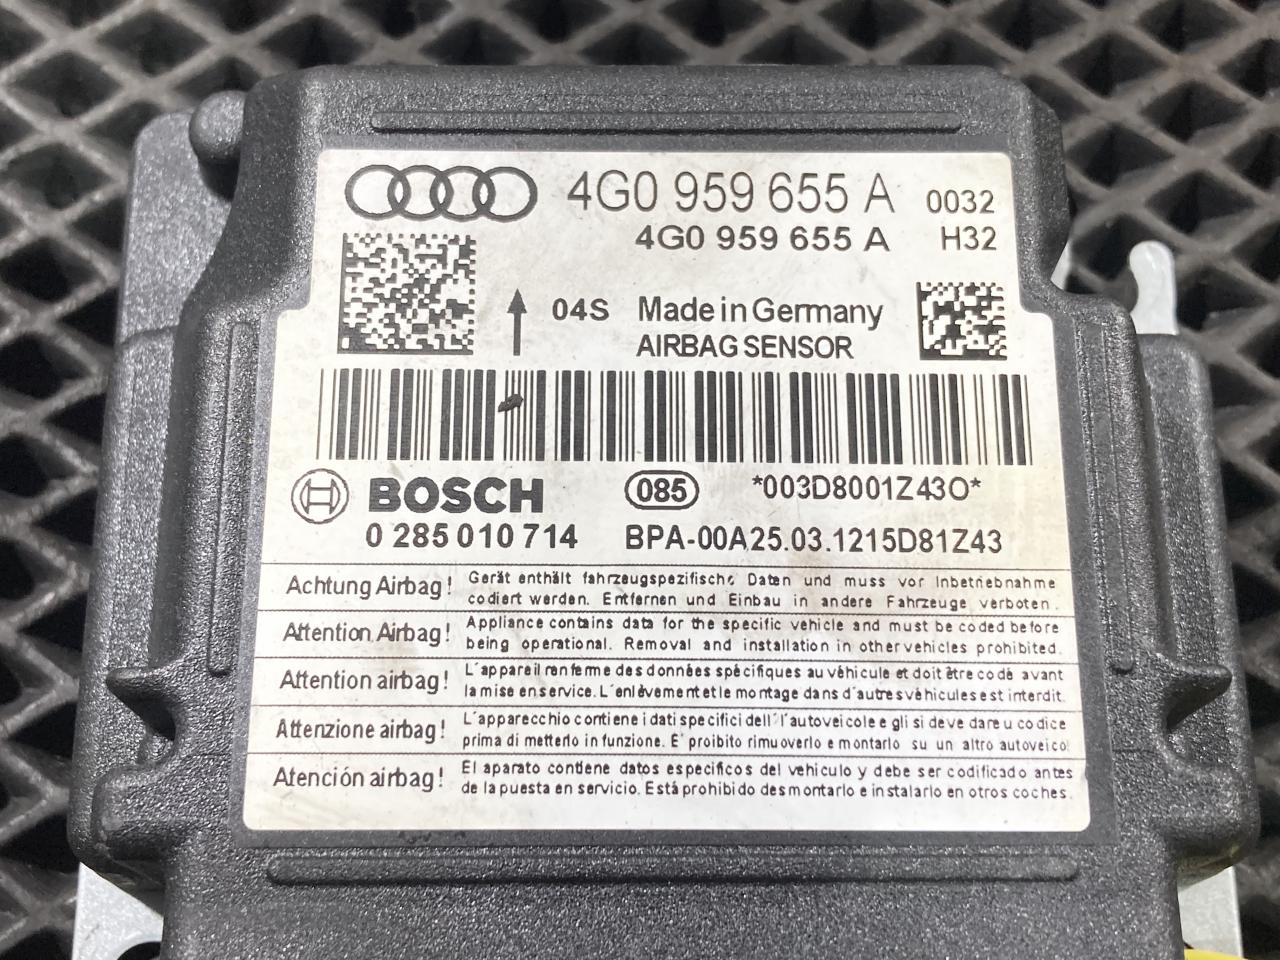 4G0 959 655 A 0032
4G0 959 655 A H32
04S Made in Germany
AIRBAG SENSOR
BOSCH 085 *003D8001Z43O*
0 285 010 714 BPA-00A25.03.1215D81Z43
Achtung Airbag! Gerät enthält fahrzeugspezifische Daten und muss vor Inbetriebnahme
codiert werden. Entfernen und Einbau in andere Fahrzeuge verboten.
Attention Airbag! Appliance contains data for the specific vehicle and must be coded before
being operational. Removal and installation in other vehicles prohibited.
Attention airbag! L'appareil renferme des données spécifiques au véhicule et doit être codé avant
la mise en service. L'enlèvement et le montage dans d'autres véhicules est interdit.
Attenzione airbag! L'apparecchio contiene i dati specifici dell'l'autoveicolo e gli si deve dare u codice
prima di metterlo in funzione. E' proibito rimuoverlo e montarlo su un altro autoveicol
Atención airbag! El aparato contiene datos especificos del vehiculo y debe ser codificado antes
de la puesta en servicio. Está prohibido desmontarlo e instalarlo en otros coches.